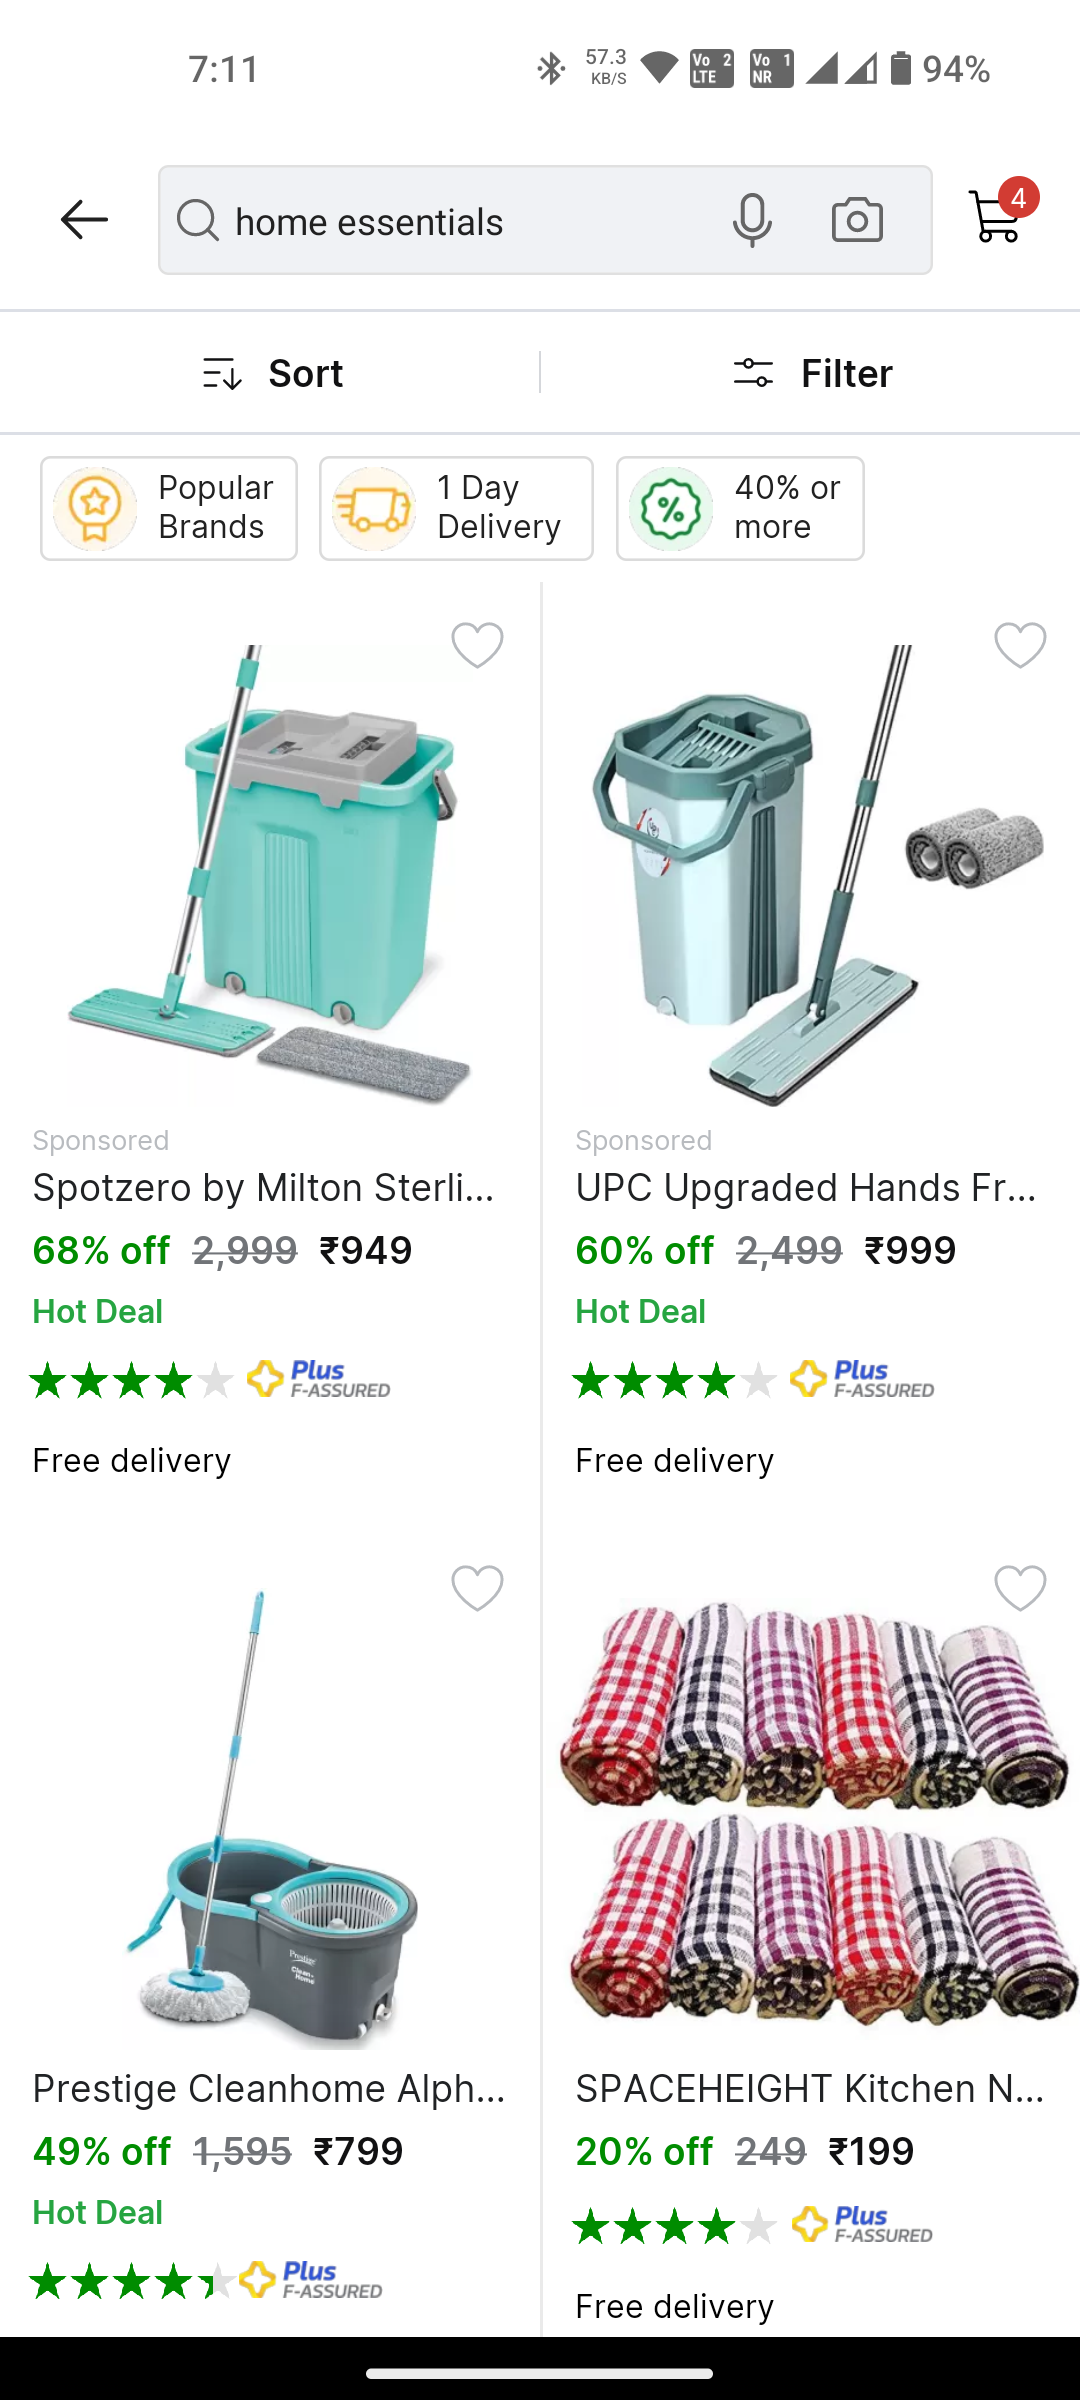 7:11
57.3
KB/S
Vo 2
LTE
Vo 1
NR
94%
home essentials
4
Sort
Filter
Popular
Brands
1 Day
Delivery
40% or
more
Sponsored
Spotzero by Milton Sterli...
68% off 2,999 ₹949
Hot Deal
Plus
F-ASSURED
Free delivery
Sponsored
UPC Upgraded Hands Fr...
60% off 2,499 ₹999
Hot Deal
Plus
F-ASSURED
Free delivery
Prestige
Clean-
Home
Prestige Cleanhome Alph...
49% off 1,595 ₹799
Hot Deal
Plus
F-ASSURED
SPACEHEIGHT Kitchen N...
20% off 249 ₹199
Plus
F-ASSURED
Free delivery